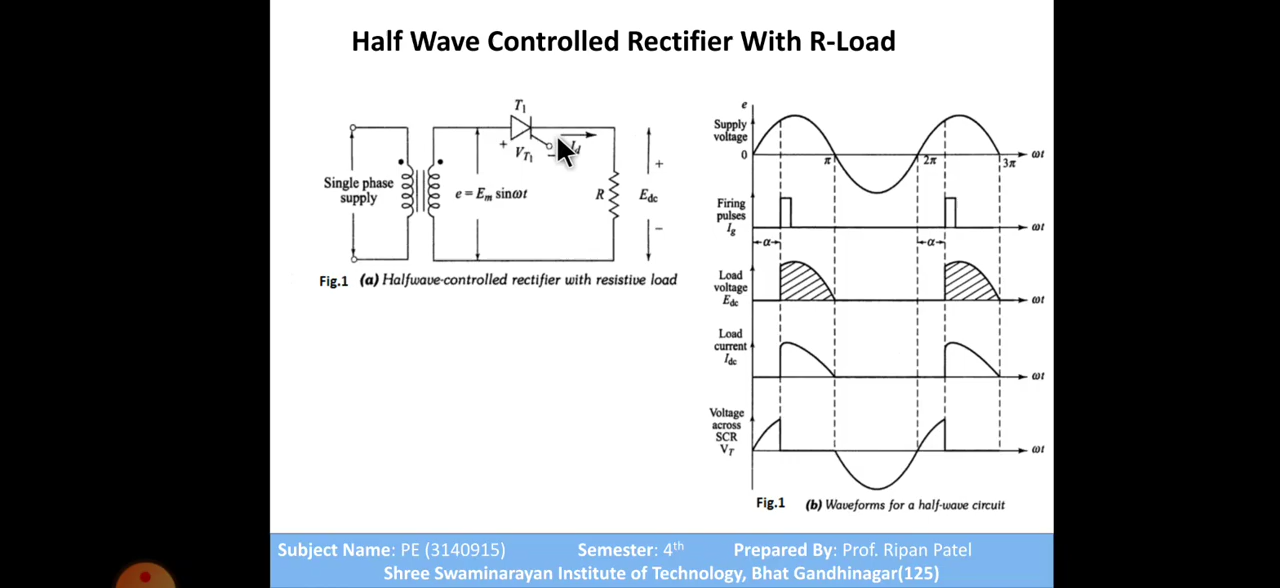 Half Wave Controlled Rectifier With R-Load
T1
+ VT1 − Id
Single phase
supply
e = Em sinωt
R
+
Edc
−
Fig.1 (a) Halfwave-controlled rectifier with resistive load
e
Supply
voltage
0
π
2π
3π
ωt
Firing
pulses
Ig
ωt
α
α
Load
voltage
Edc
ωt
Load
current
Idc
ωt
Voltage
across
SCR
VT
ωt
Fig.1 (b) Waveforms for a half-wave circuit
Subject Name: PE (3140915) Semester: 4th Prepared By: Prof. Ripan Patel
Shree Swaminarayan Institute of Technology, Bhat Gandhinagar(125)